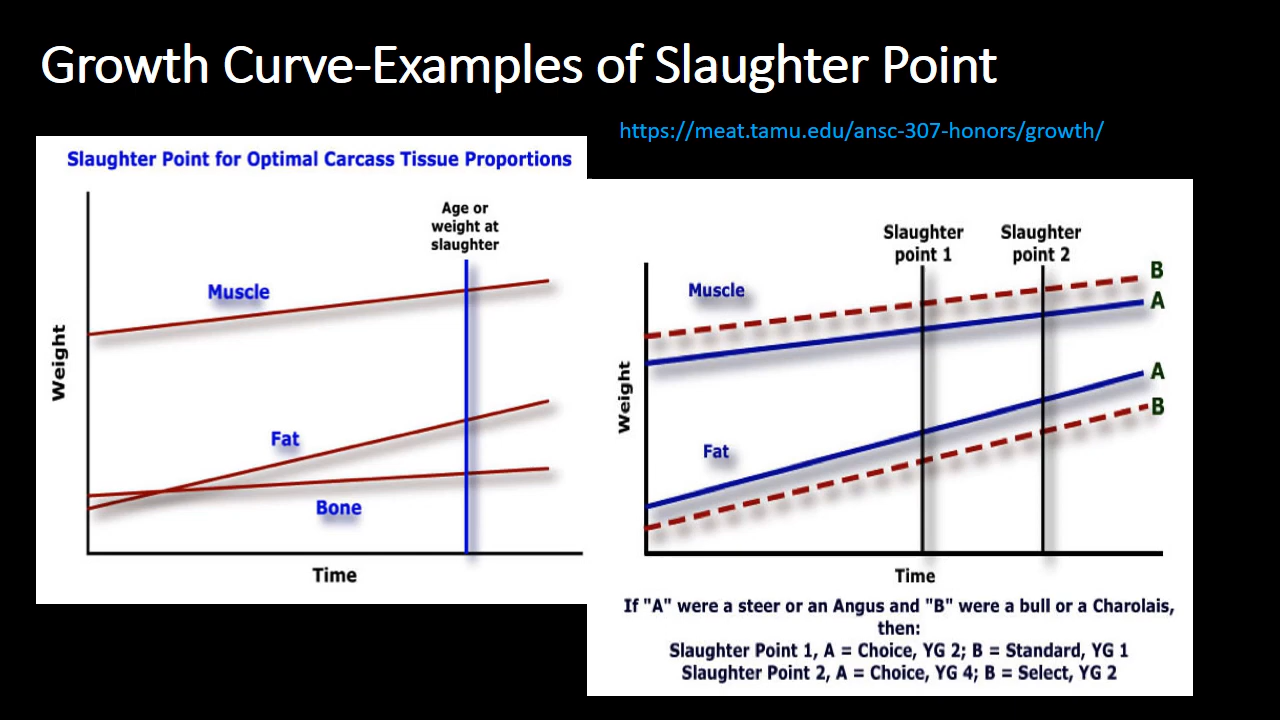 Growth Curve-Examples of Slaughter Point
https://meat.tamu.edu/ansc-307-honors/growth/
Slaughter Point for Optimal Carcass Tissue Proportions
Age or
weight at
slaughter
Muscle
Weight
Fat
Bone
Time
Slaughter
point 1
Slaughter
point 2
B
Muscle
A
Weight
A
B
Fat
Time
If "A" were a steer or an Angus and "B" were a bull or a Charolais,
then:
Slaughter Point 1, A = Choice, YG 2; B = Standard, YG 1
Slaughter Point 2, A = Choice, YG 4; B = Select, YG 2